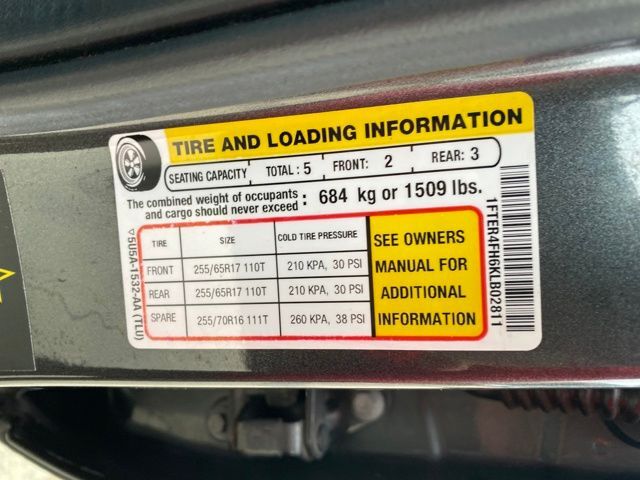 TIRE AND LOADING INFORMATION
SEATING CAPACITY TOTAL : 5 FRONT: 2 REAR: 3
The combined weight of occupants and cargo should never exceed : 684 kg or 1509 lbs.
TIRE SIZE COLD TIRE PRESSURE
FRONT 255/65R17 110T 210 KPA, 30 PSI
REAR 255/65R17 110T 210 KPA, 30 PSI
SPARE 255/70R16 111T 260 KPA, 38 PSI
SEE OWNERS
MANUAL FOR
ADDITIONAL
INFORMATION
5U5A-1532-AA (TLU)
1FTER4FH6KLB02811